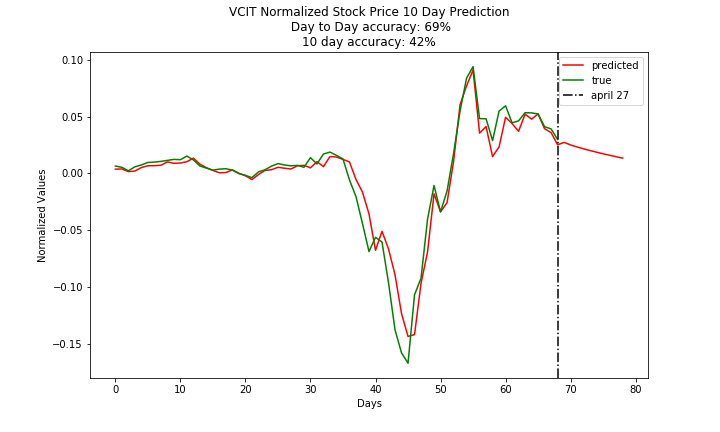 VCIT Normalized Stock Price 10 Day Prediction
Day to Day accuracy: 69%
10 day accuracy: 42%
predicted
true
april 27
Normalized Values
0.10
0.05
0.00
−0.05
−0.10
−0.15
0 10 20 30 40 50 60 70 80
Days